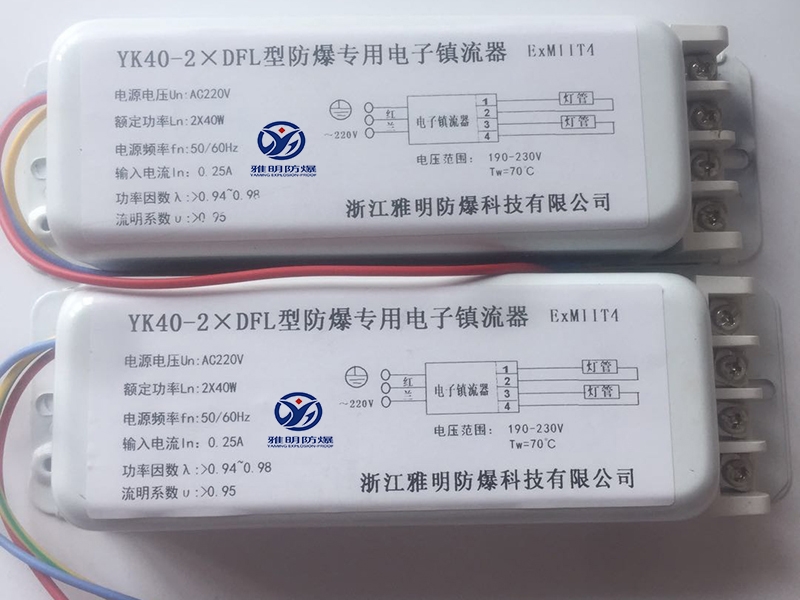 YK40-2×DFL型防爆专用电子镇流器 ExMIIT4
电源电压Un:AC220V
额定功率Ln:2X40W
电源频率fn:50/60Hz
输入电流In: 0.25A
功率因数λ:>0.94~0.98
流明系数υ:>0.95
雅明防爆
YAMING EXPLOSION-PROOF
~220V
红
兰
电子镇流器
1
2
3
4
灯管
灯管
电压范围: 190-230V
Tw=70℃
浙江雅明防爆科技有限公司
YK40-2×DFL型防爆专用电子镇流器 ExMIIT4
电源电压Un:AC220V
额定功率Ln:2X40W
电源频率fn:50/60Hz
输入电流In: 0.25A
功率因数λ:>0.94~0.98
流明系数υ:>0.95
雅明防爆
YAMING EXPLOSION-PROOF
~220V
红
兰
电子镇流器
1
2
3
4
灯管
灯管
电压范围: 190-230V
Tw=70℃
浙江雅明防爆科技有限公司